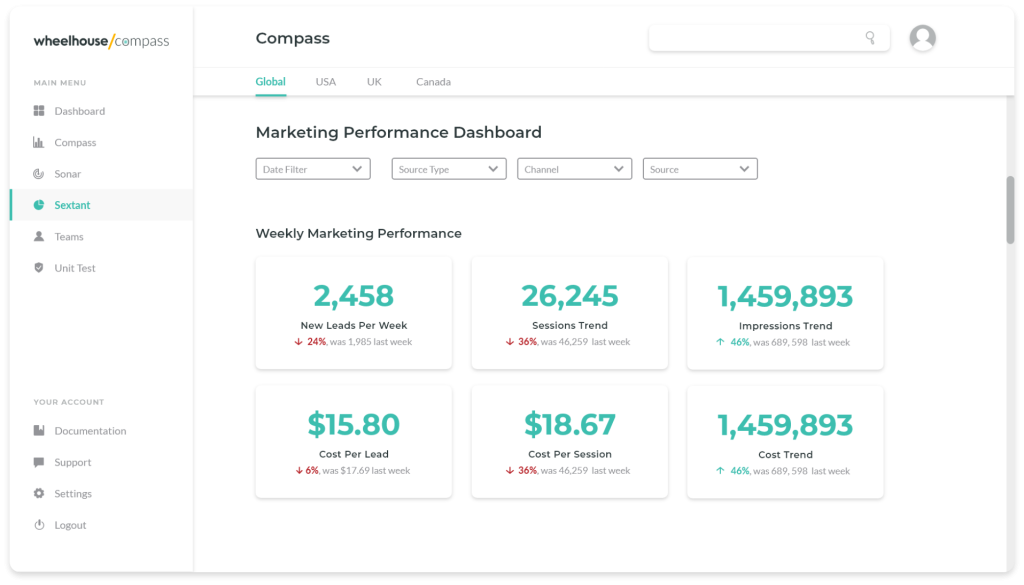 wheelhouse/compass
Compass
MAIN MENU
Dashboard
Compass
Sonar
Sextant
Teams
Unit Test
YOUR ACCOUNT
Documentation
Support
Settings
Logout
Global USA UK Canada
Marketing Performance Dashboard
Date Filter Source Type Channel Source
Weekly Marketing Performance
2,458
New Leads Per Week
↓ 24%, was 1,985 last week
26,245
Sessions Trend
↓ 36%, was 46,259 last week
1,459,893
Impressions Trend
↑ 46%, was 689, 598 last week
$15.80
Cost Per Lead
↓ 6%, was $17.69 last week
$18.67
Cost Per Session
↓ 36%, was 46,259 last week
1,459,893
Cost Trend
↑ 46%, was 689, 598 last week